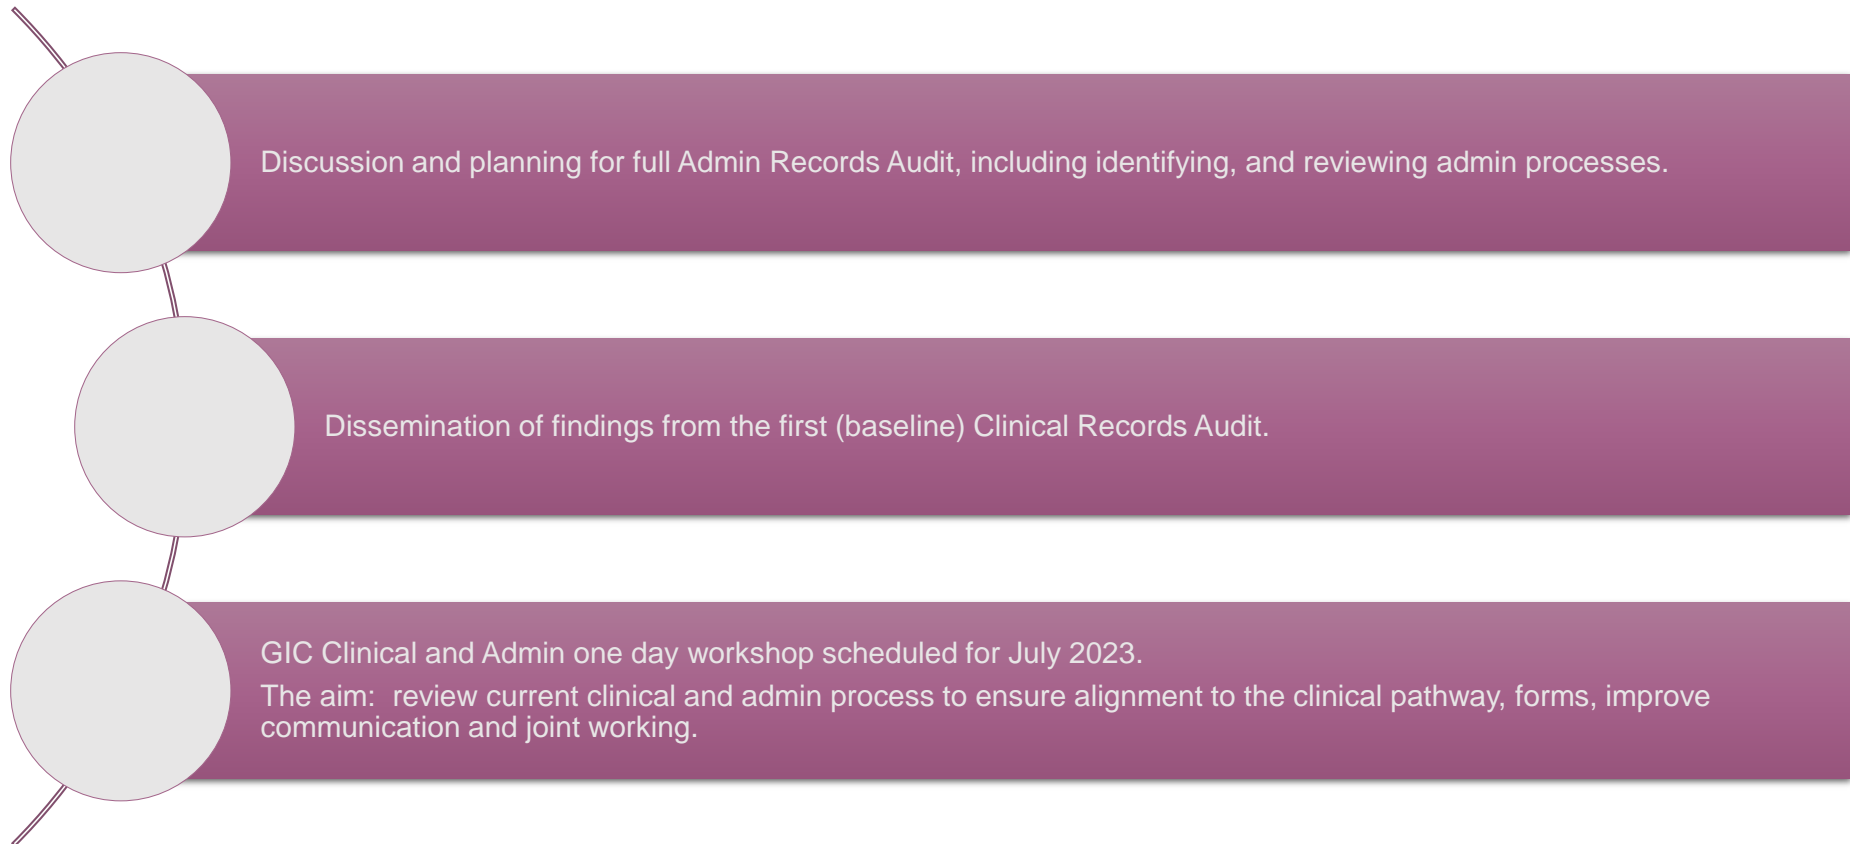 Discussion and planning for full Admin Records Audit, including identifying, and reviewing admin processes.
Dissemination of findings from the first (baseline) Clinical Records Audit.
GIC Clinical and Admin one day workshop scheduled for July 2023.
The aim:  review current clinical and admin process to ensure alignment to the clinical pathway, forms, improve
communication and joint working.